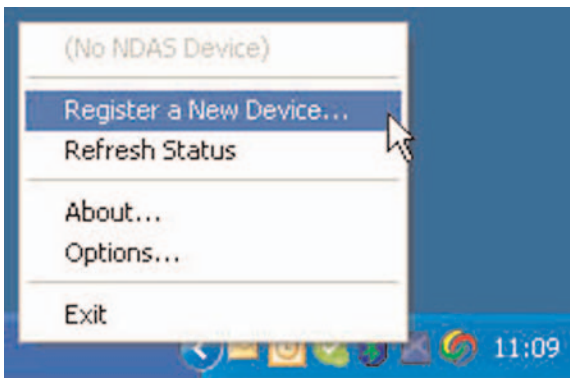 (No NDAS Device)
Register a New Device...
Refresh Status
About...
Options...
Exit
11:09